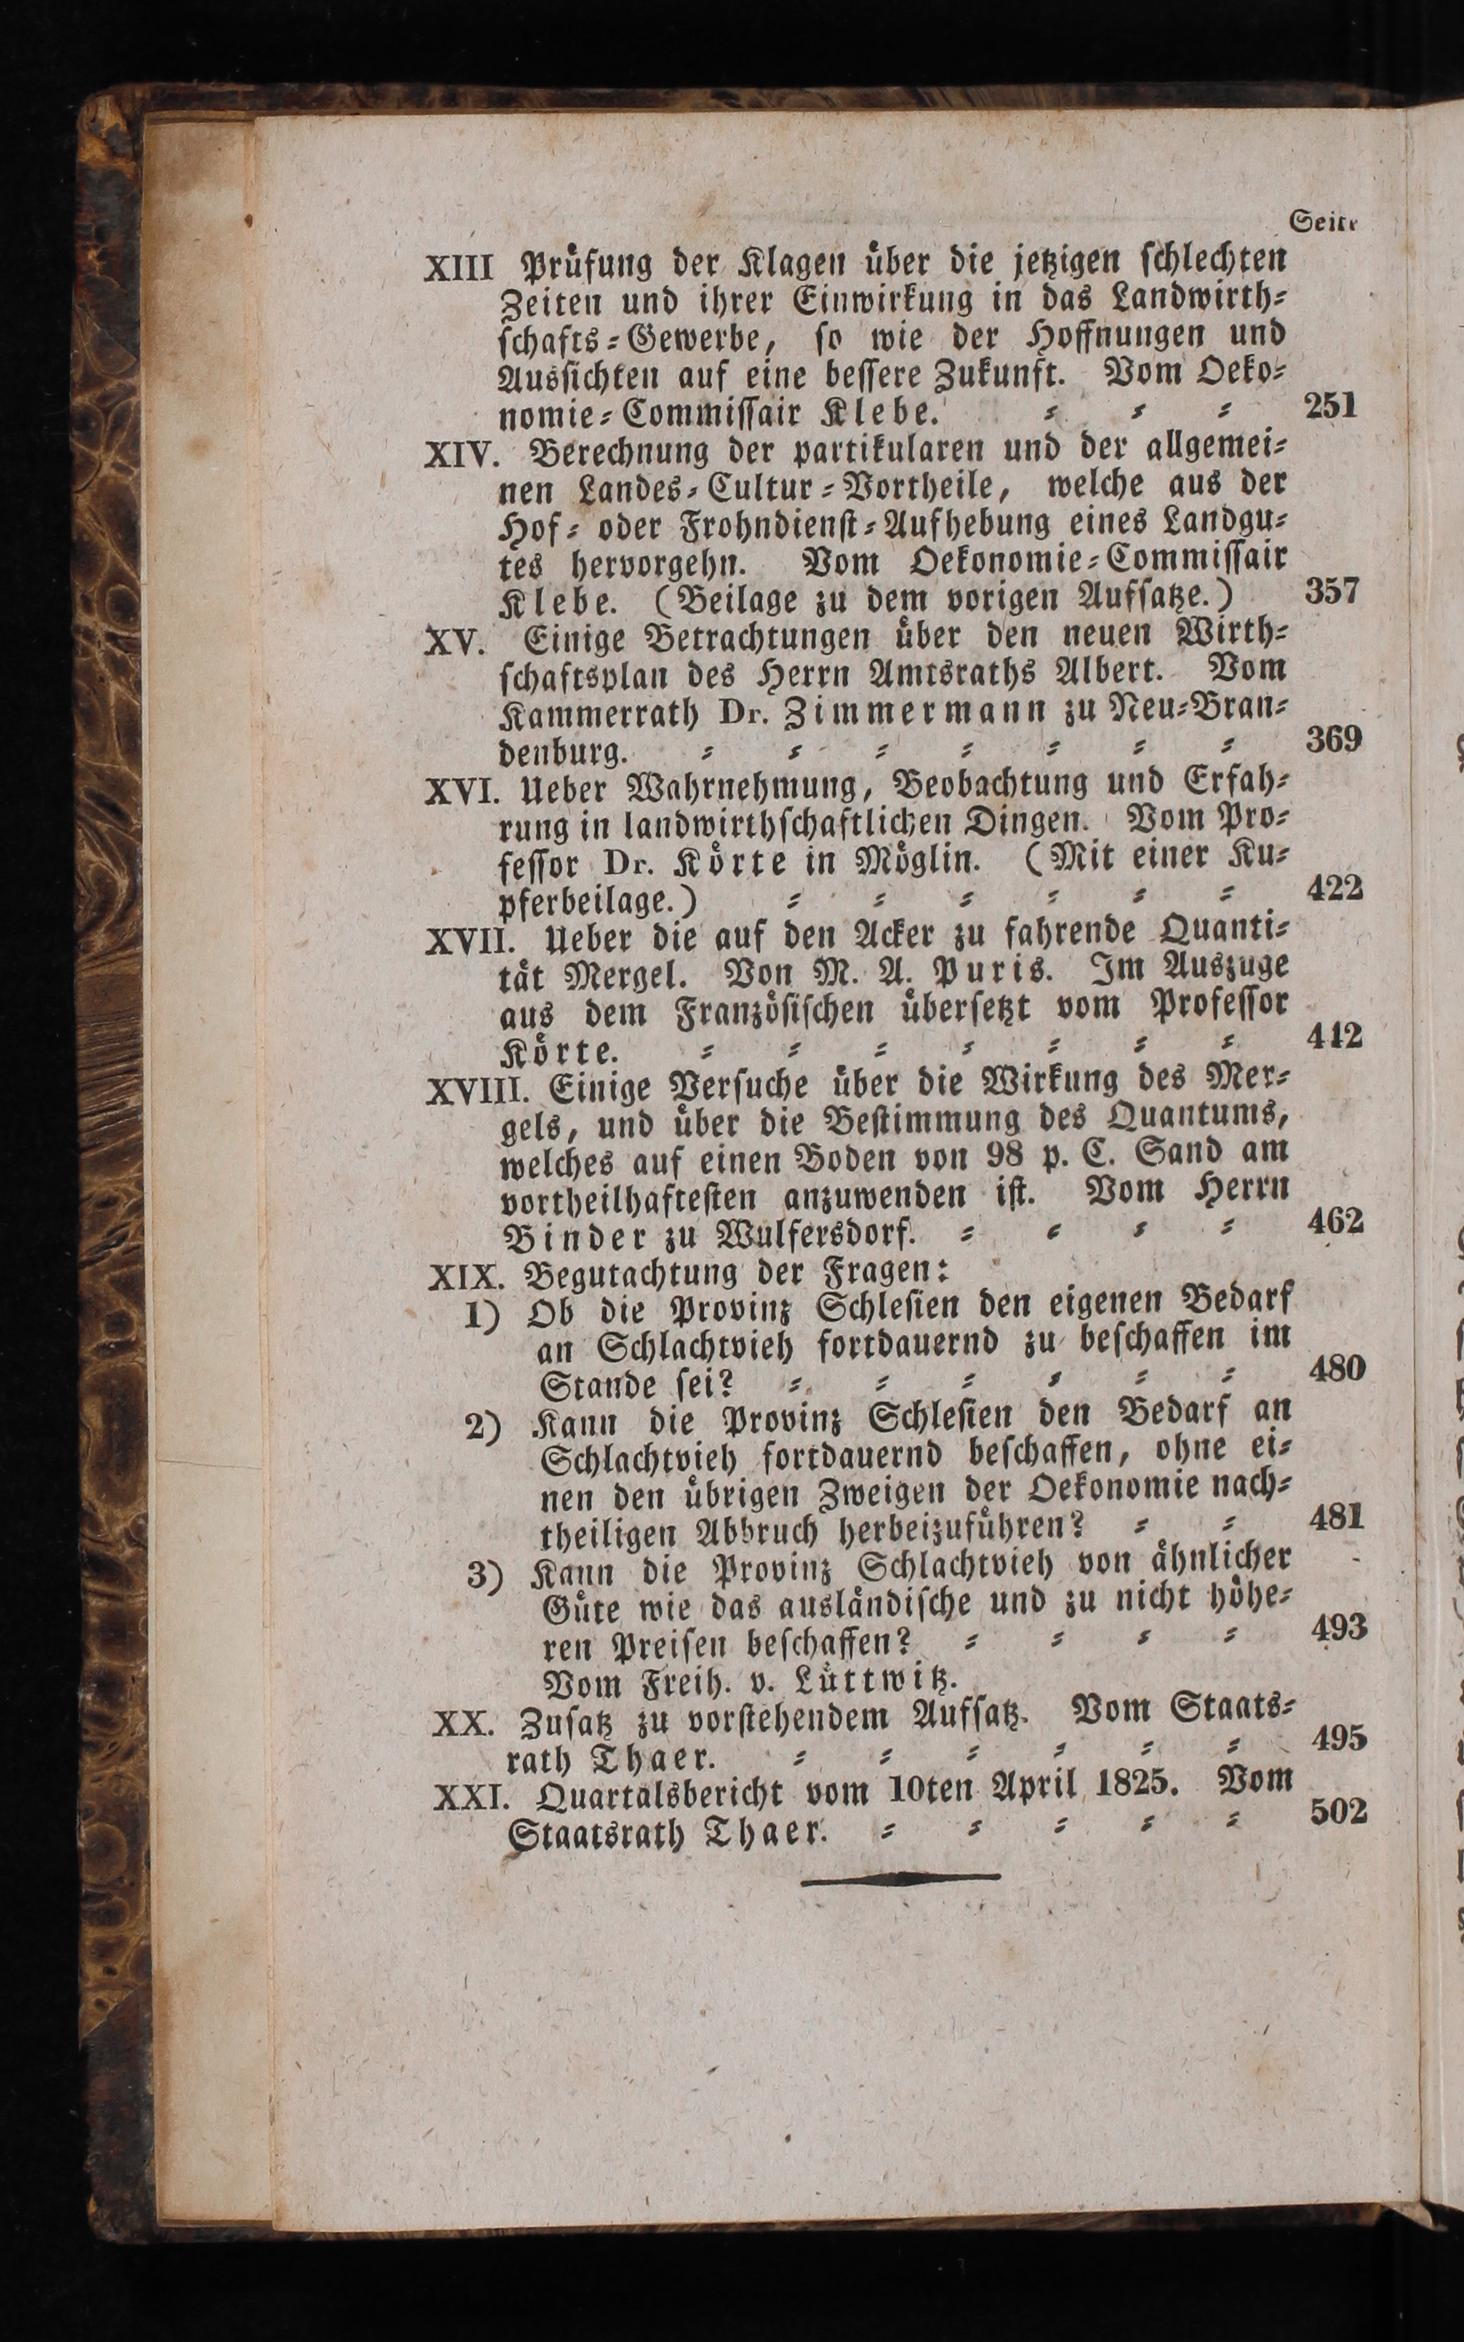 Seite
XIII Prüfung der Klagen über die jetzigen schlechten
Zeiten und ihrer Einwirkung in das Landwirth-
schafts-Gewerbe, so wie der Hoffnungen und
Aussichten auf eine bessere Zukunft. Vom Oeko-
nomie-Commissair Klebe. - - - 251
XIV. Berechnung der partikularen und der allgemei-
nen Landes-Cultur-Vortheile, welche aus der
Hof- oder Frohndienst-Aufhebung eines Landgu-
tes hervorgehn. Vom Oekonomie-Commissair
Klebe. (Beilage zu dem vorigen Aufsatze.) 357
XV. Einige Betrachtungen über den neuen Wirth-
schaftsplan des Herrn Amtsraths Albert. Vom
Kammerrath Dr. Zimmermann zu Neu-Bran-
denburg. - - - - - - - 369
XVI. Ueber Wahrnehmung, Beobachtung und Erfah-
rung in landwirthschaftlichen Dingen. Vom Pro-
fessor Dr. Körte in Möglin. (Mit einer Ku-
pferbeilage.) - - - - - - 422
XVII. Ueber die auf den Acker zu fahrende Quanti-
tät Mergel. Von M. A. Puris. Im Auszuge
aus dem Französischen übersetzt vom Professor
Körte. - - - - - - - 442
XVIII. Einige Versuche über die Wirkung des Mer-
gels, und über die Bestimmung des Quantums,
welches auf einen Boden von 98 p. C. Sand am
vortheilhaftesten anzuwenden ist. Vom Herrn
Binder zu Wulfersdorf. - - - - 462
XIX. Begutachtung der Fragen:
1) Ob die Provinz Schlesien den eigenen Bedarf
an Schlachtvieh fortdauernd zu beschaffen im
Stande sei? - - - - - - 480
2) Kann die Provinz Schlesien den Bedarf an
Schlachtvieh fortdauernd beschaffen, ohne ei-
nen den übrigen Zweigen der Oekonomie nach-
theiligen Abbruch herbeizuführen? - - 481
3) Kann die Provinz Schlachtvieh von ähnlicher
Güte wie das ausländische und zu nicht höhe-
ren Preisen beschaffen? - - - - 493
Vom Freih. v. Lüttwitz.
XX. Zusatz zu vorstehendem Aufsatz. Vom Staats-
rath Thaer. - - - - - - 495
XXI. Quartalsbericht vom 10ten April 1825. Vom
Staatsrath Thaer. - - - - - 502